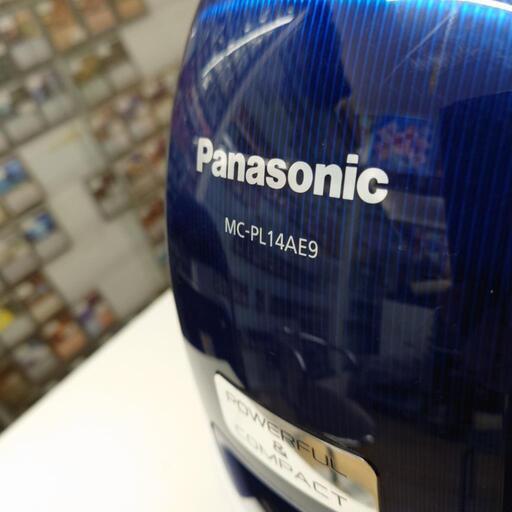 Panasonic
MC-PL14AE9
POWERFUL
&
COMPACT